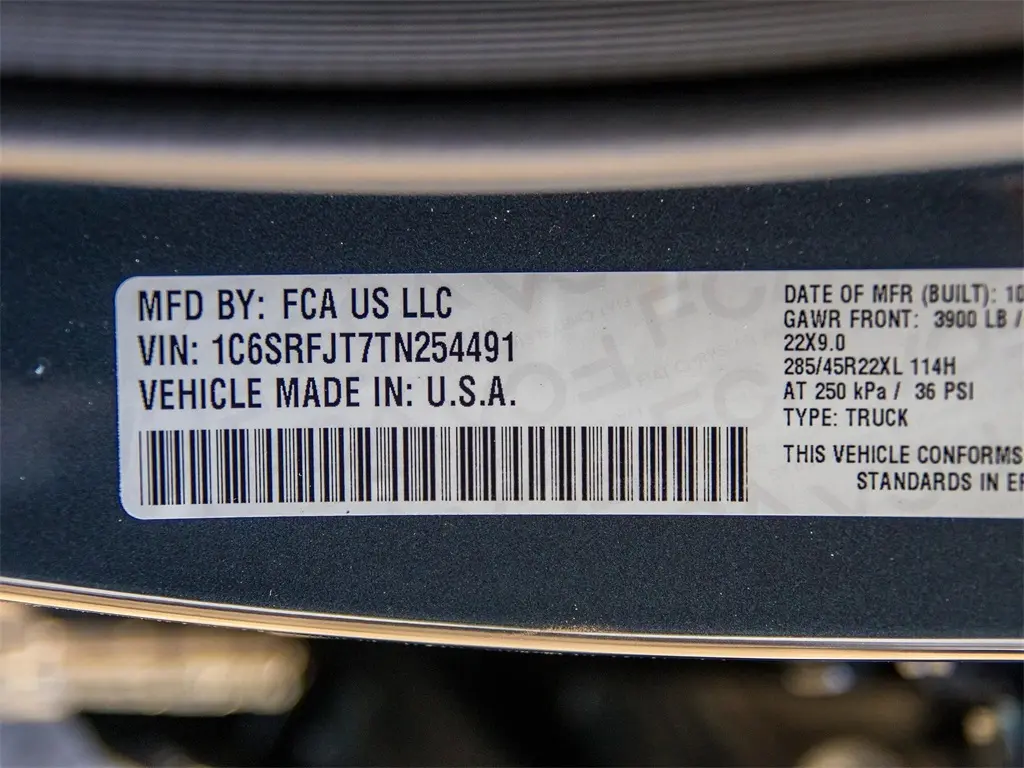 MFD BY: FCA US LLC
VIN: 1C6SRFJT7TN254491
VEHICLE MADE IN: U.S.A.
DATE OF MFR (BUILT): 10
GAWR FRONT: 3900 LB /
22X9.0
285/45R22XL 114H
AT 250 kPa / 36 PSI
TYPE: TRUCK
THIS VEHICLE CONFORMS
STANDARDS IN